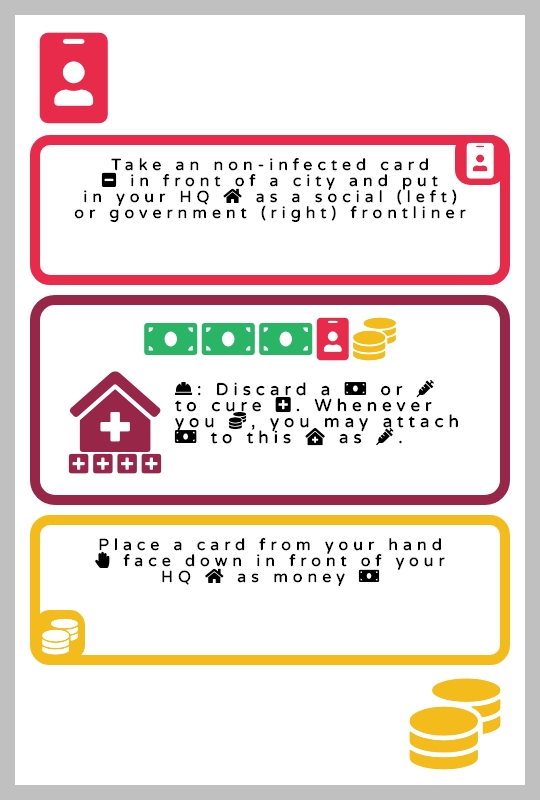 Take an non-infected card
in front of a city and put
in your HQ as a social (left)
or government (right) frontliner
: Discard a or
to cure . Whenever
you , you may attach
to this as .
Place a card from your hand
face down in front of your
HQ as money